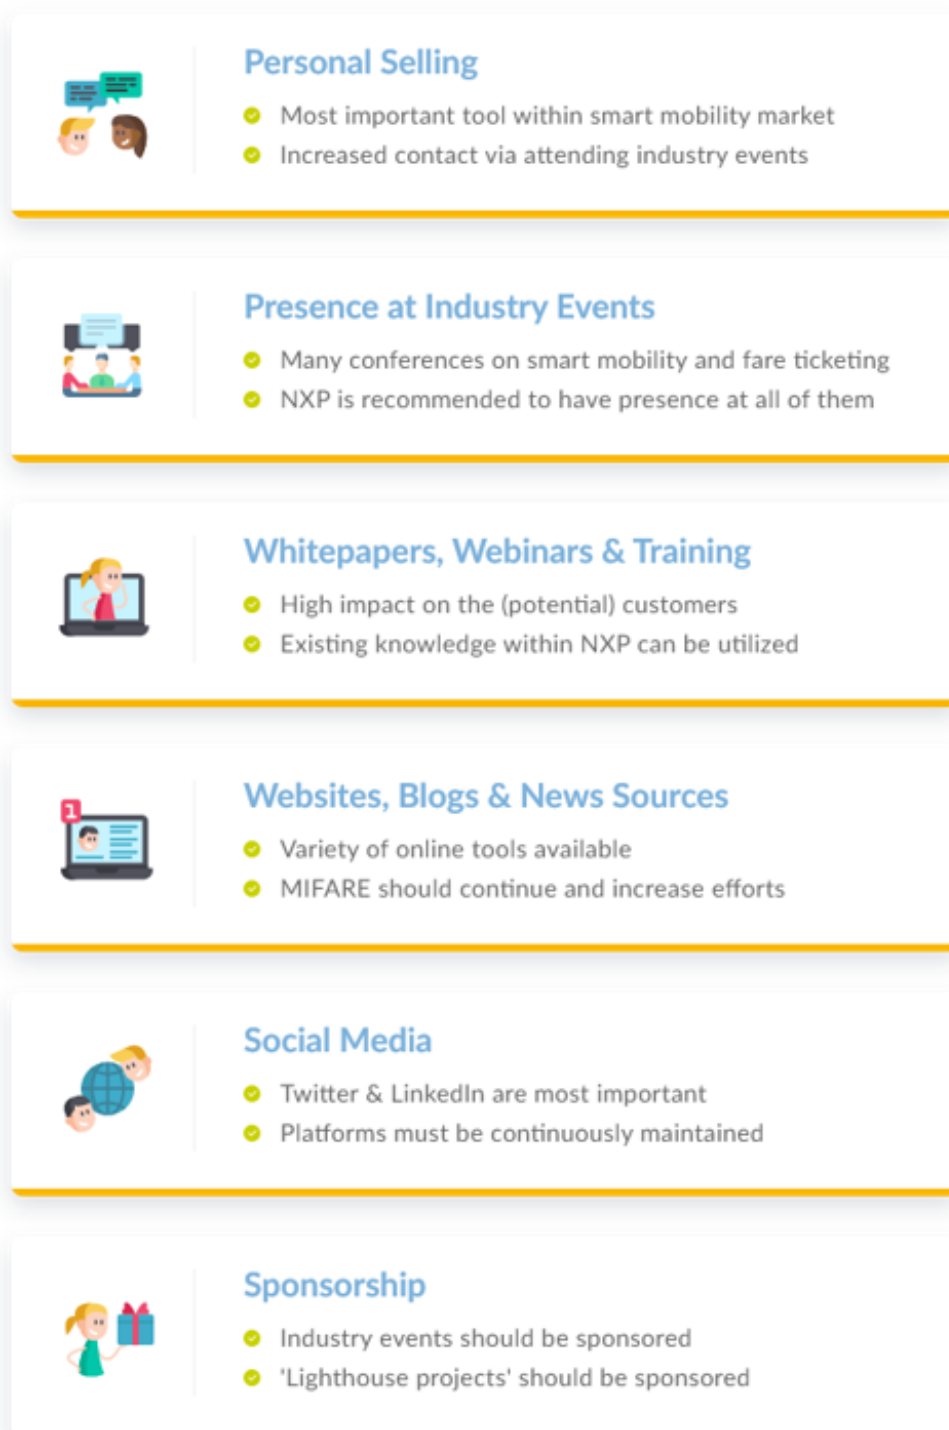 Personal Selling
Most important tool within smart mobility market
Increased contact via attending industry events
Presence at Industry Events
Many conferences on smart mobility and fare ticketing
NXP is recommended to have presence at all of them
Whitepapers, Webinars & Training
High impact on the (potential) customers
Existing knowledge within NXP can be utilized
1
Websites, Blogs & News Sources
Variety of online tools available
MIFARE should continue and increase efforts
Social Media
Twitter & LinkedIn are most important
Platforms must be continuously maintained
Sponsorship
Industry events should be sponsored
'Lighthouse projects' should be sponsored